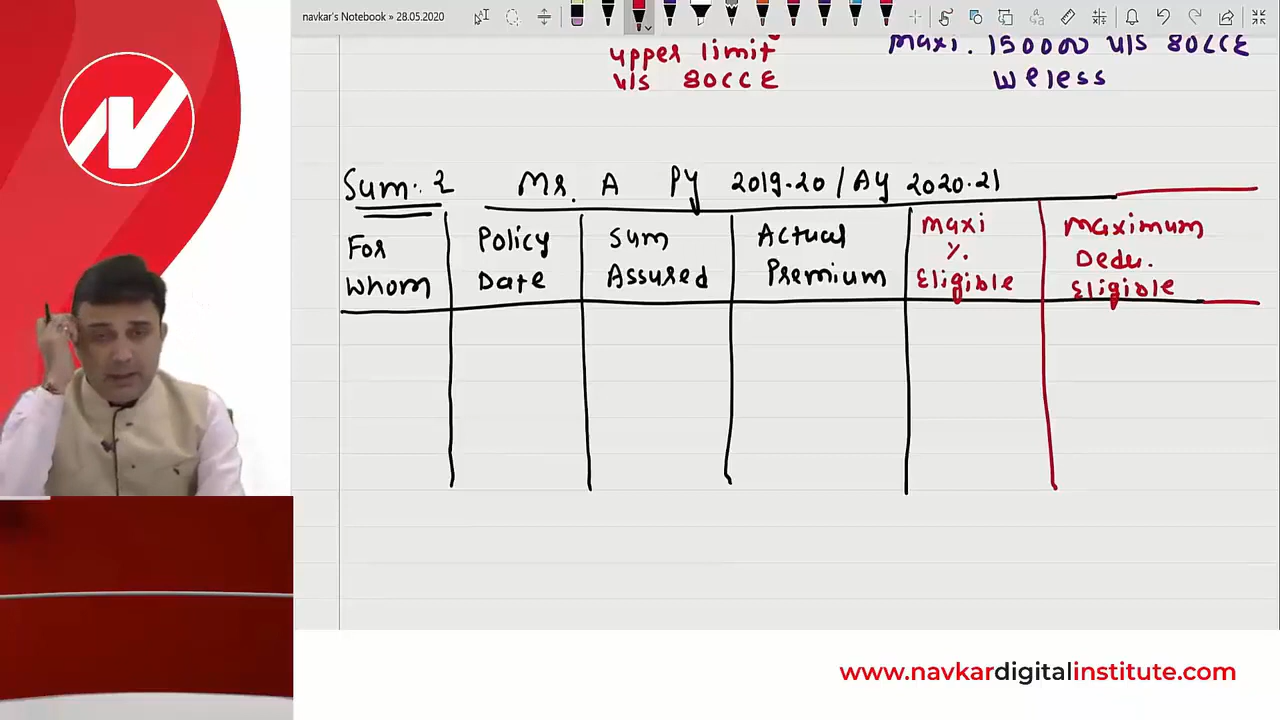 navkar's Notebook » 28.05.2020
upper limit
u/s 80CCE
Maxi. 150000 u/s 80CCE
weless
Sum: 2 Mr. A PY 2019-20 / AY 2020-21
For
Whom
Policy
Date
Sum
Assured
Actual
Premium
Maxi
%.
Eligible
Maximum
Dedu.
Eligible
www.navkardigitalinstitute.com